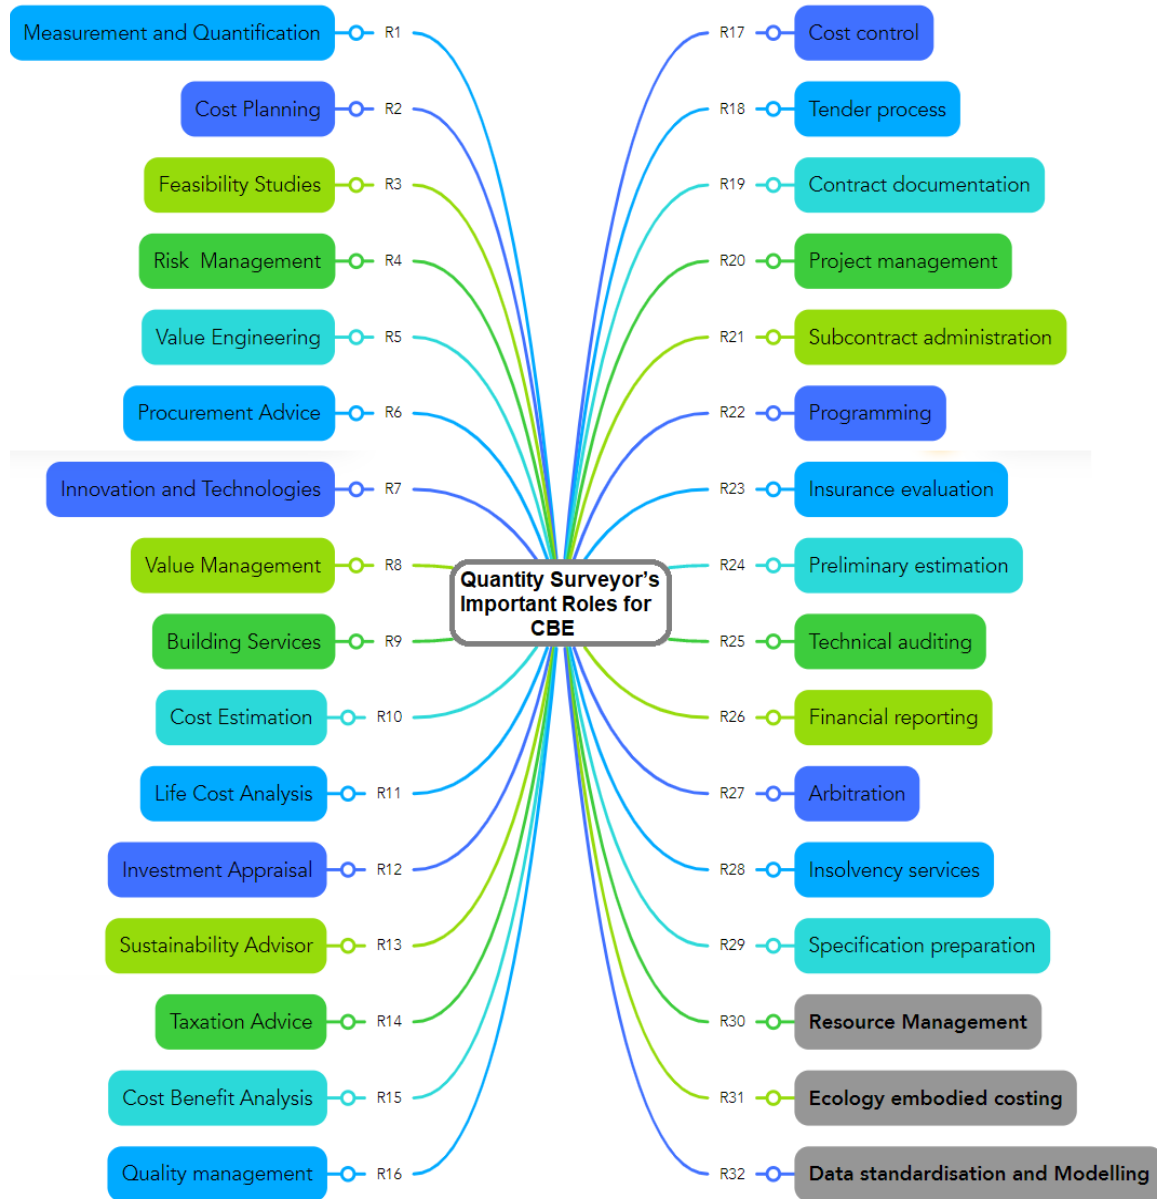 Measurement and Quantification R1
Cost Planning R2
Feasibility Studies R3
Risk Management R4
Value Engineering R5
Procurement Advice R6
Innovation and Technologies R7
Value Management R8
Building Services R9
Cost Estimation R10
Life Cost Analysis R11
Investment Appraisal R12
Sustainability Advisor R13
Taxation Advice R14
Cost Benefit Analysis R15
Quality management R16
Quantity Surveyor's
Important Roles for
CBE
R17 Cost control
R18 Tender process
R19 Contract documentation
R20 Project management
R21 Subcontract administration
R22 Programming
R23 Insurance evaluation
R24 Preliminary estimation
R25 Technical auditing
R26 Financial reporting
R27 Arbitration
R28 Insolvency services
R29 Specification preparation
R30 Resource Management
R31 Ecology embodied costing
R32 Data standardisation and Modelling